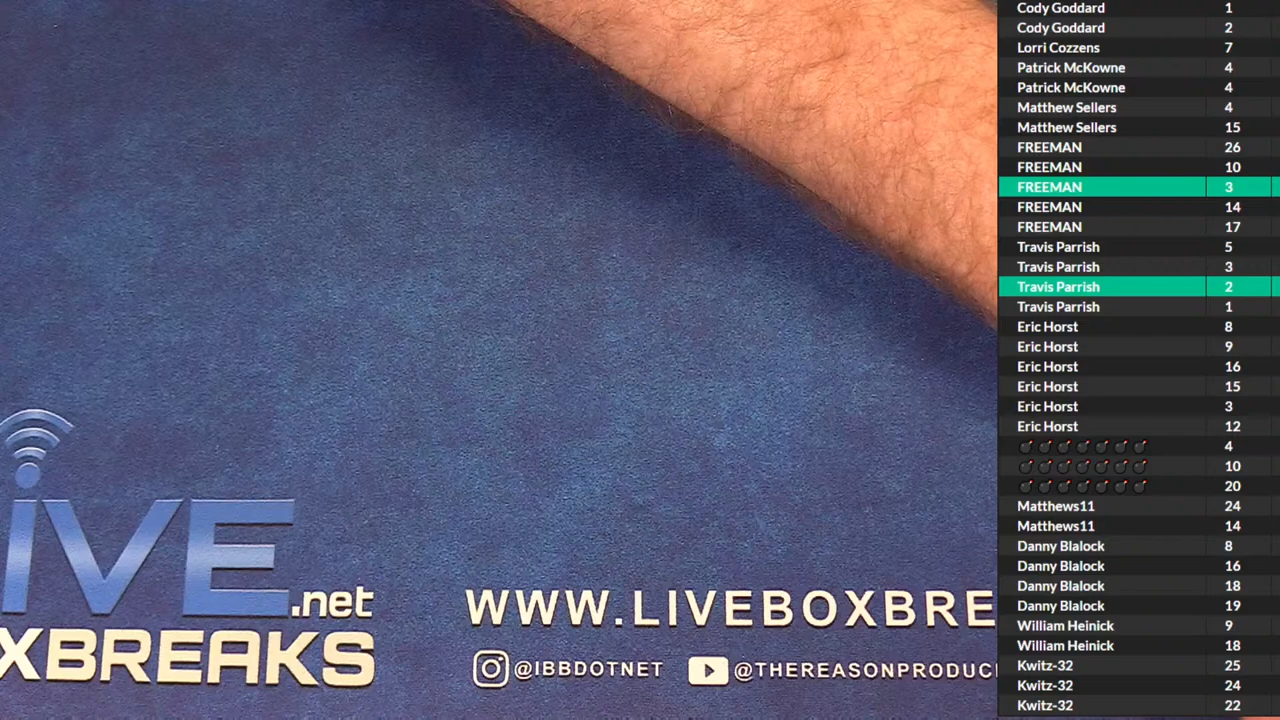 Cody Goddard 1
Cody Goddard 2
Lorri Cozzens 7
Patrick McKowne 4
Patrick McKowne 4
Matthew Sellers 4
Matthew Sellers 15
FREEMAN 26
FREEMAN 10
FREEMAN 3
FREEMAN 14
FREEMAN 17
Travis Parrish 5
Travis Parrish 3
Travis Parrish 2
Travis Parrish 1
Eric Horst 8
Eric Horst 9
Eric Horst 16
Eric Horst 15
Eric Horst 3
Eric Horst 12
💣💣💣💣💣💣💣 4
💣💣💣💣💣💣💣 10
💣💣💣💣💣💣💣 20
Matthews11 24
Matthews11 14
Danny Blalock 8
Danny Blalock 16
Danny Blalock 18
Danny Blalock 19
William Heinick 9
William Heinick 18
Kwitz-32 25
Kwitz-32 24
Kwitz-32 22
iVE.net
XBREAKS
WWW.LIVEBOXBRE
@IBBDOTNET @THEREASONPRODUC